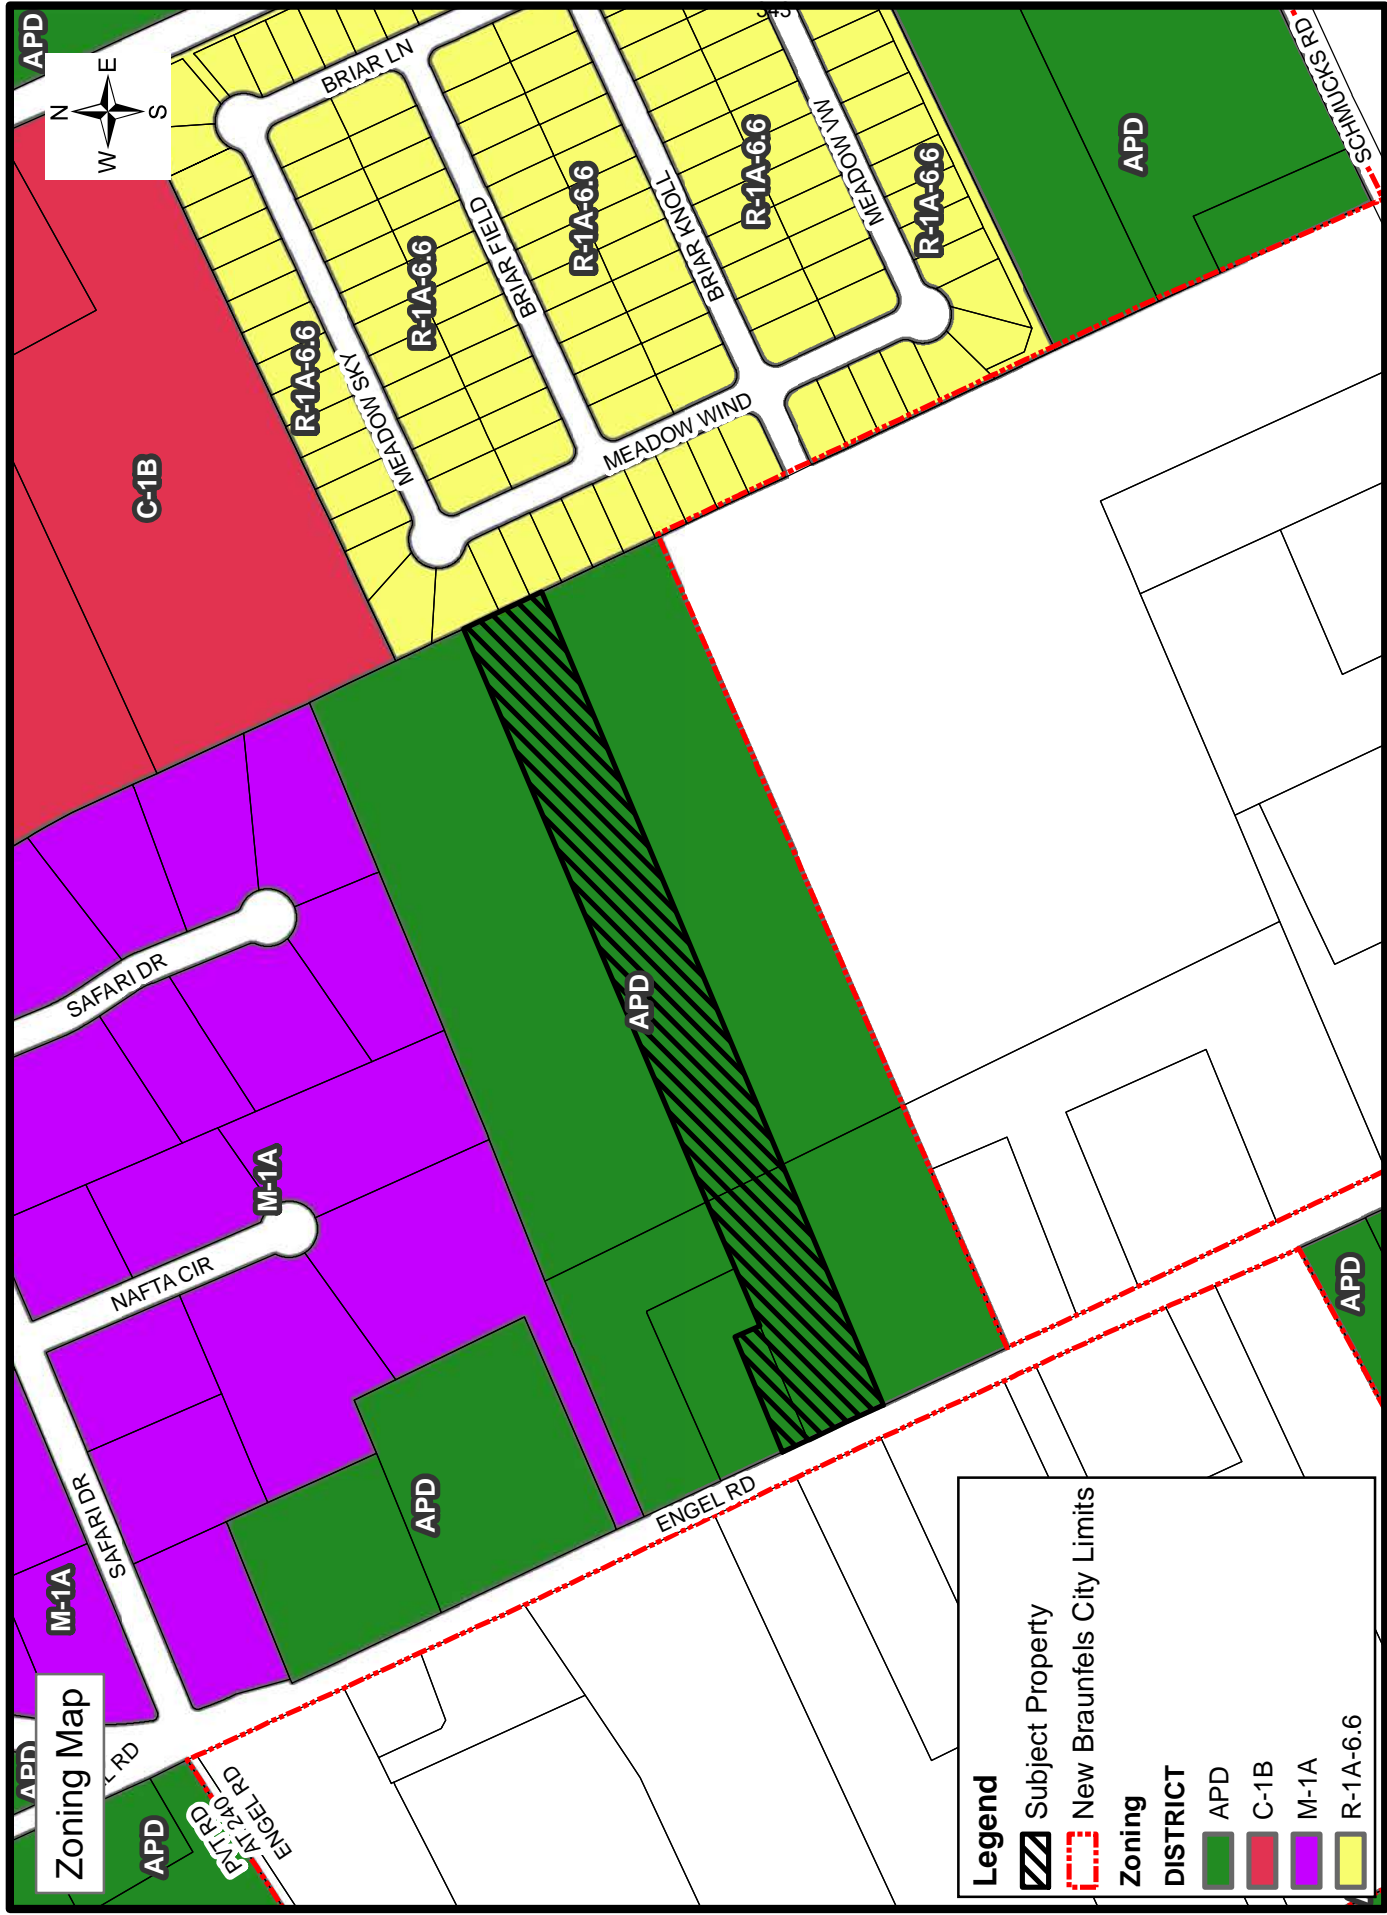 Zoning Map
APD
N
W
E
S
APD
M-1A
SAFARI DR
SAFARI DR
NAFTA CIR
M-1A
C-1B
APD
PVT RD
AT 240
ENGEL RD
L RD
APD
ENGEL RD
APD
R-1A-6.6
MEADOW SKY
BRIAR LN
R-1A-6.6
BRIAR FIELD
R-1A-6.6
MEADOW WIND
BRIAR KNOLL
R-1A-6.6
MEADOW VW
R-1A-6.6
APD
SCHMUCKS RD
APD
Legend
Subject Property
New Braunfels City Limits
Zoning
DISTRICT
APD
C-1B
M-1A
R-1A-6.6